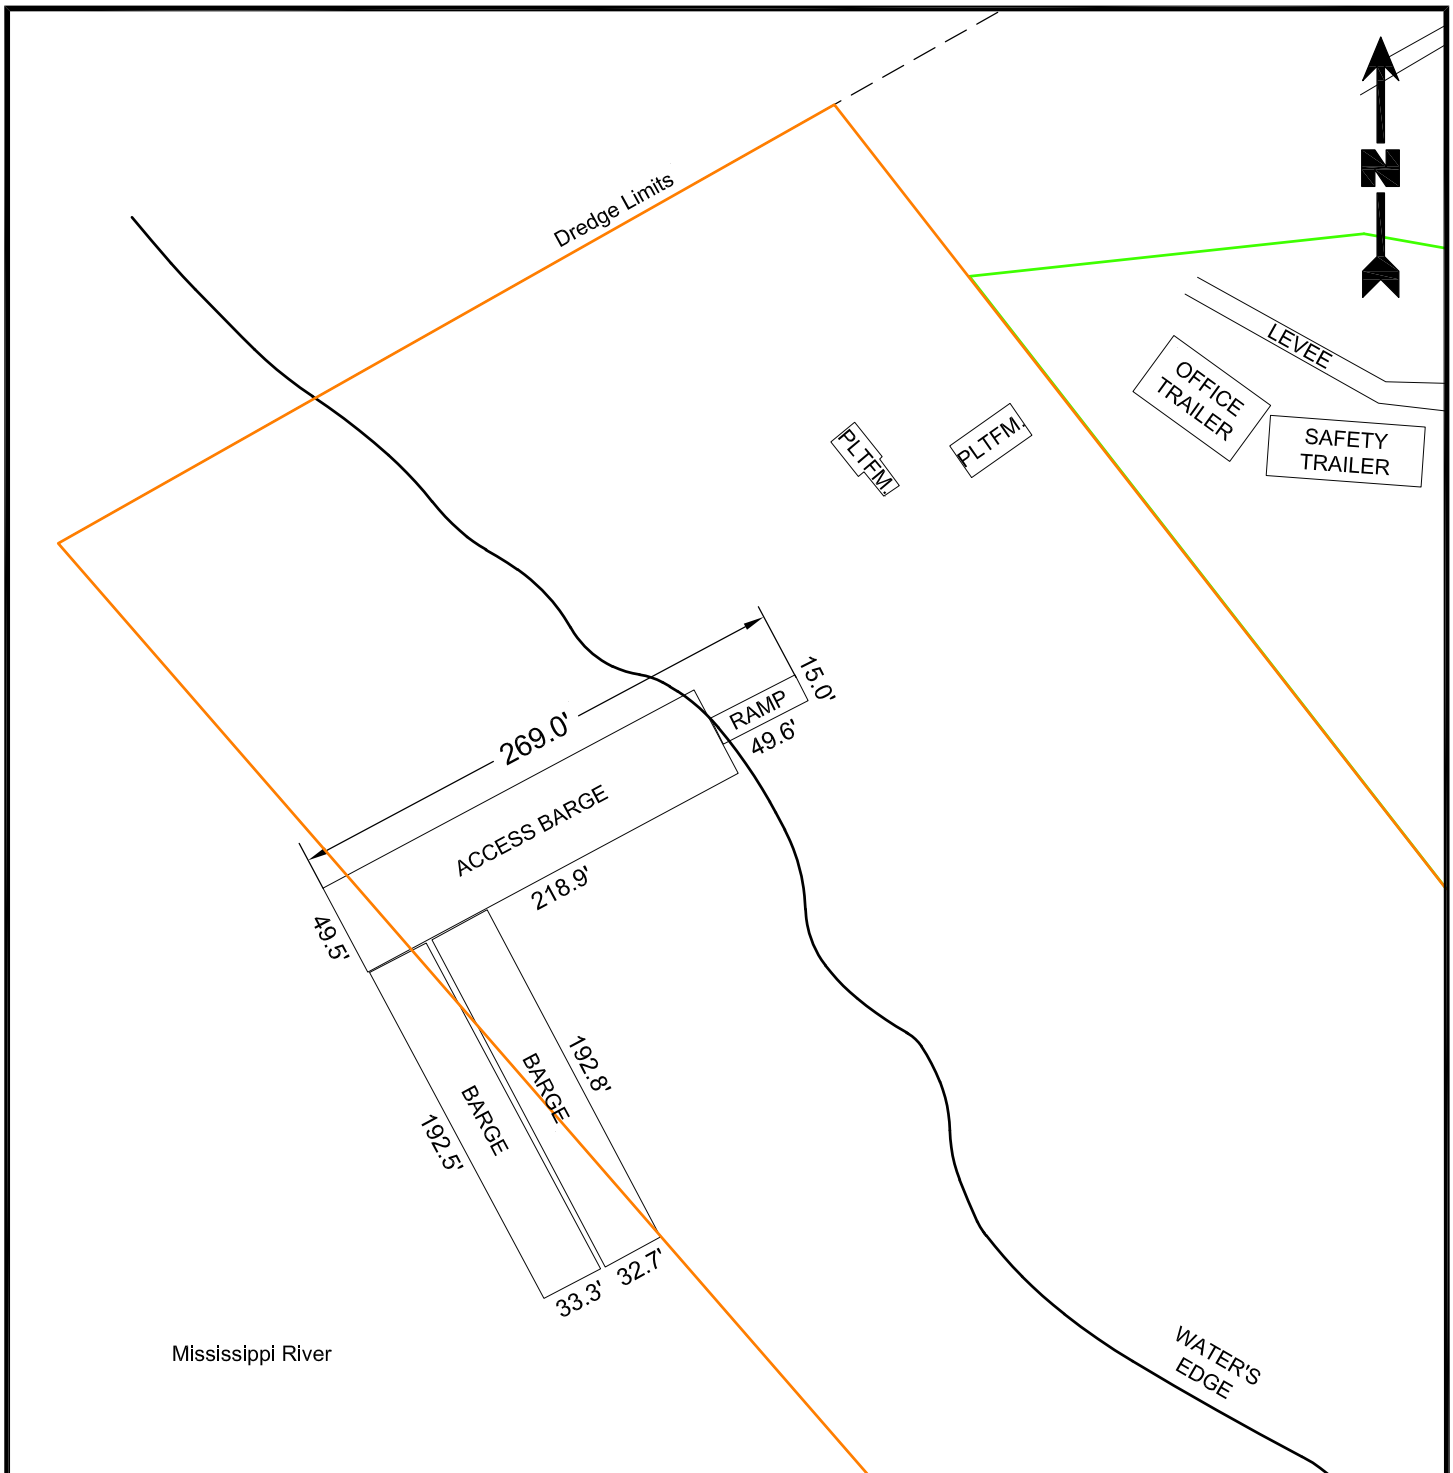 N
Dredge Limits
LEVEE
OFFICE
TRAILER
SAFETY
TRAILER
PLTFM.
PLTFM.
15.0'
RAMP
49.6'
269.0'
ACCESS BARGE
218.9'
49.5'
192.8'
BARGE
BARGE
192.5'
32.7'
33.3'
Mississippi River
WATER'S
EDGE